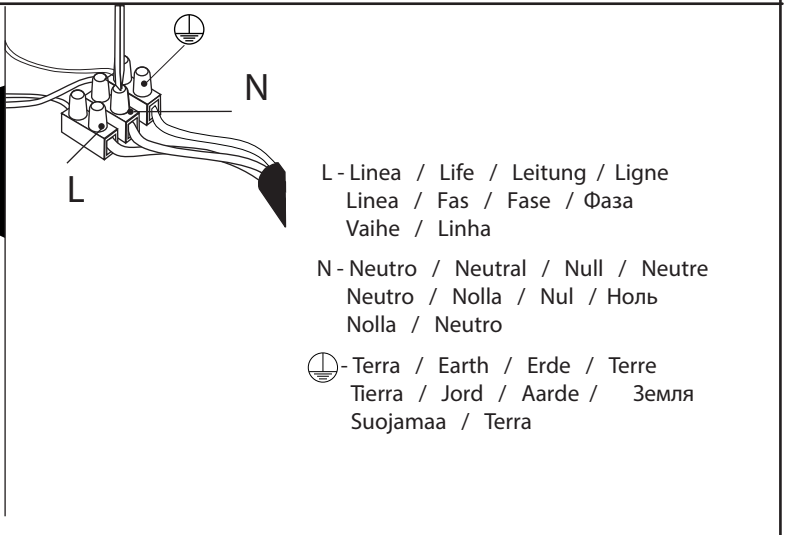 N
L
L - Linea / Life / Leitung / Ligne
Linea / Fas / Fase / Фаза
Vaihe / Linha
N - Neutro / Neutral / Null / Neutre
Neutro / Nolla / Nul / Ноль
Nolla / Neutro
- Terra / Earth / Erde / Terre
Tierra / Jord / Aarde / Земля
Suojamaa / Terra